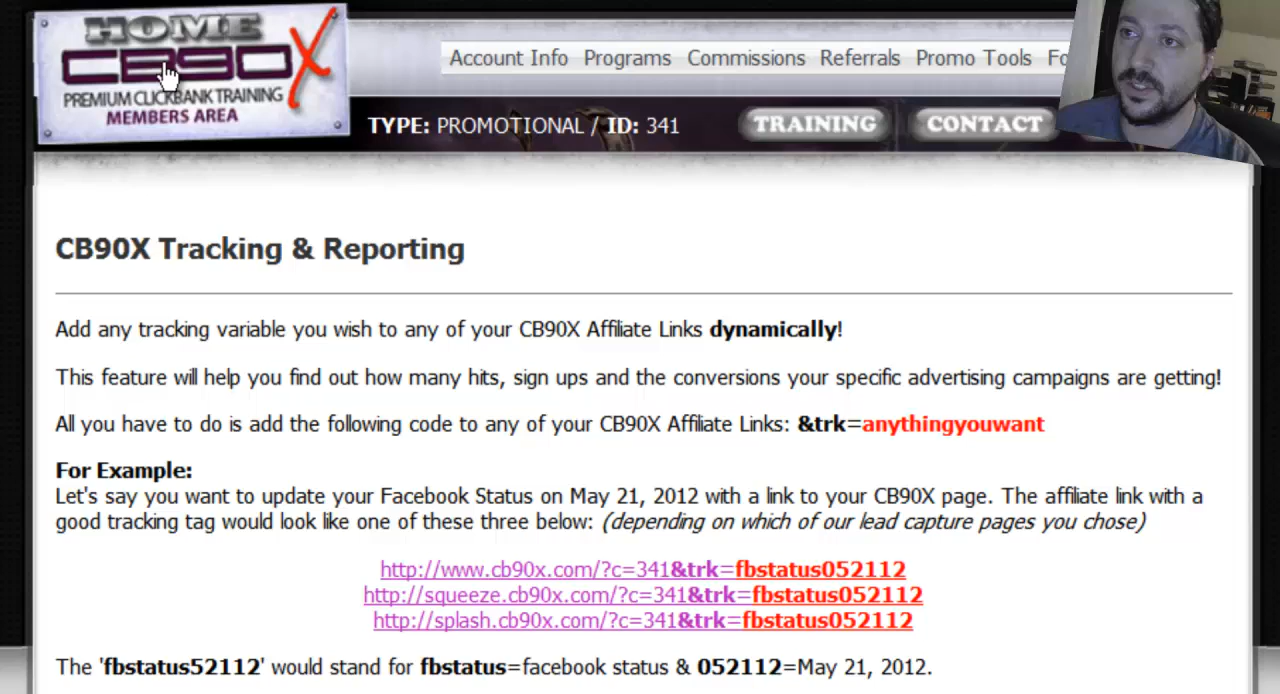 HOME
CB90X
PREMIUM CLICKBANK TRAINING
MEMBERS AREA
Account Info Programs Commissions Referrals Promo Tools
TYPE: PROMOTIONAL / ID: 341
TRAINING
CONTACT
CB90X Tracking & Reporting
Add any tracking variable you wish to any of your CB90X Affiliate Links dynamically!
This feature will help you find out how many hits, sign ups and the conversions your specific advertising campaigns are getting!
All you have to do is add the following code to any of your CB90X Affiliate Links: &trk=anythingyouwant
For Example:
Let's say you want to update your Facebook Status on May 21, 2012 with a link to your CB90X page. The affiliate link with a
good tracking tag would look like one of these three below: (depending on which of our lead capture pages you chose)
http://www.cb90x.com/?c=341&trk=fbstatus052112
http://squeeze.cb90x.com/?c=341&trk=fbstatus052112
http://splash.cb90x.com/?c=341&trk=fbstatus052112
The 'fbstatus52112' would stand for fbstatus=facebook status & 052112=May 21, 2012.